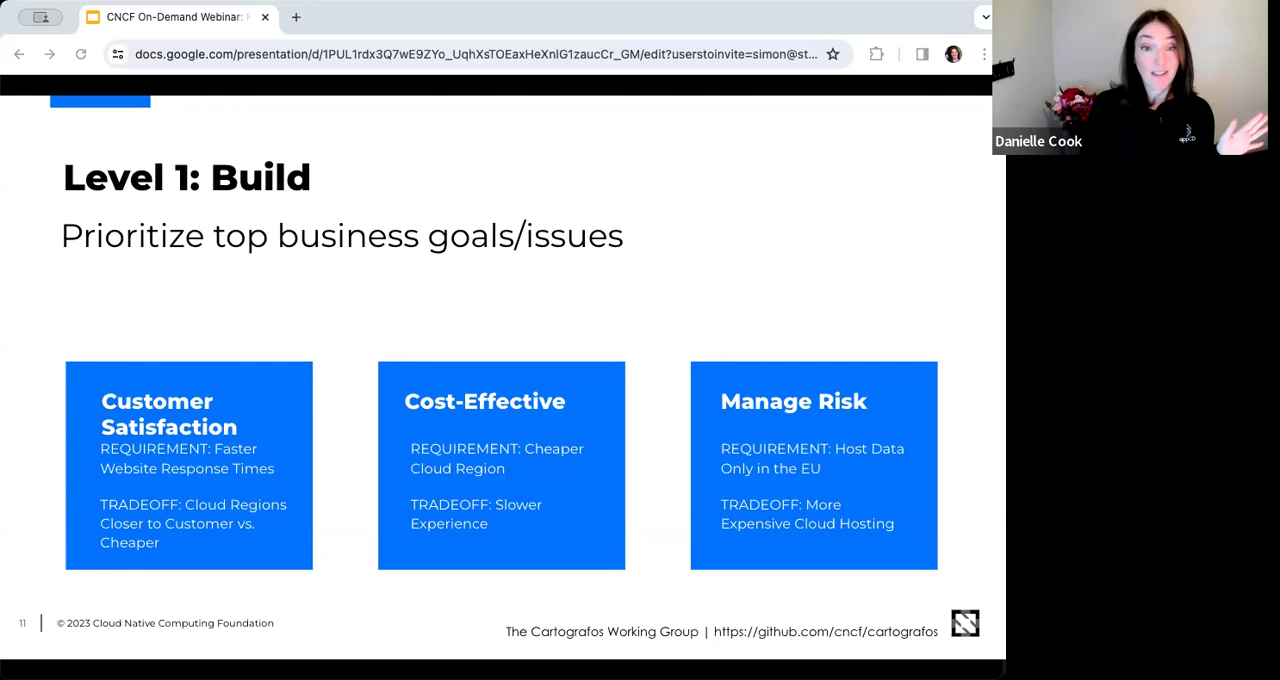 CNCF On-Demand Webinar:
docs.google.com/presentation/d/1PUL1rdx3Q7wE9ZYo_UqhXsTOEaxHeXnlG1zaucCr_GM/edit?userstoinvite=simon@st...
Danielle Cook
appCD
Level 1: Build
Prioritize top business goals/issues
Customer
Satisfaction
REQUIREMENT: Faster
Website Response Times
TRADEOFF: Cloud Regions
Closer to Customer vs.
Cheaper
Cost-Effective
REQUIREMENT: Cheaper
Cloud Region
TRADEOFF: Slower
Experience
Manage Risk
REQUIREMENT: Host Data
Only in the EU
TRADEOFF: More
Expensive Cloud Hosting
11
© 2023 Cloud Native Computing Foundation
The Cartografos Working Group | https://github.com/cncf/cartografos